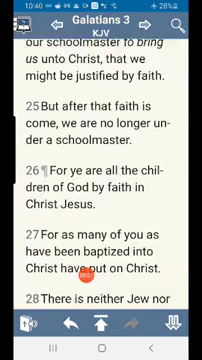 10:40
28%
Galatians 3
KJV
our schoolmaster to bring
us unto Christ, that we
might be justified by faith.
25 But after that faith is
come, we are no longer un-
der a schoolmaster.
26 ¶ For ye are all the chil-
dren of God by faith in
Christ Jesus.
27 For as many of you as
have been baptized into
Christ have put on Christ.
28 There is neither Jew nor